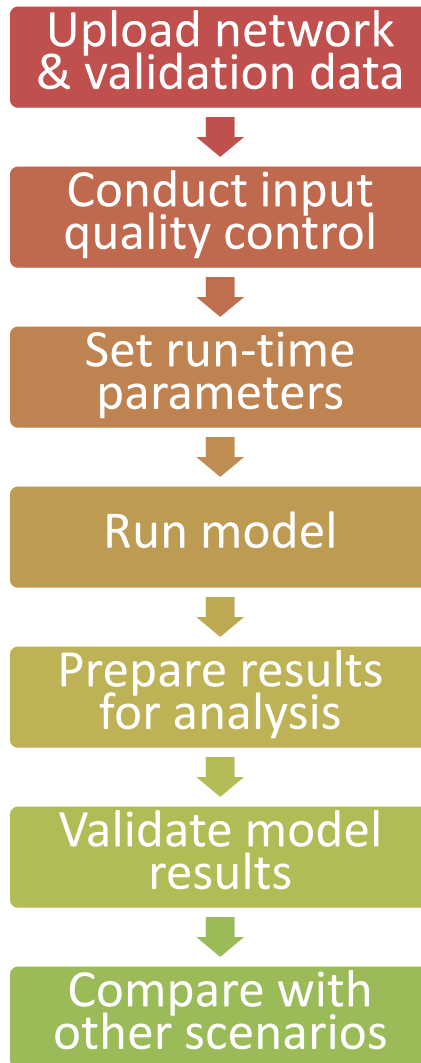 Upload network
& validation data
Conduct input
quality control
Set run-time
parameters
Run model
Prepare results
for analysis
Validate model
results
Compare with
other scenarios